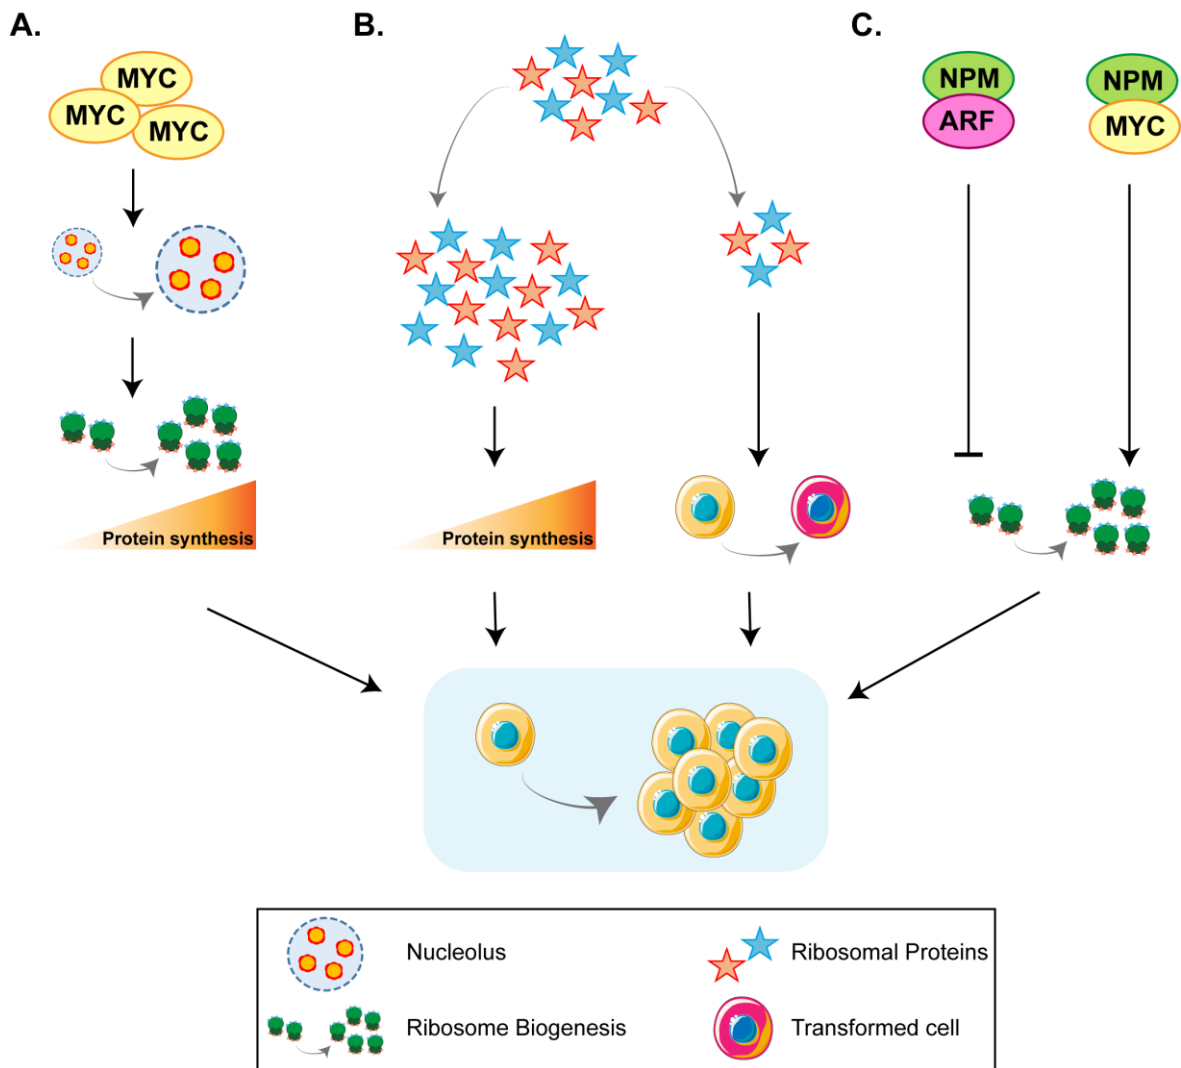 A.
B.
C.
MYC
MYC
MYC
NPM
ARF
NPM
MYC
Protein synthesis
Protein synthesis
Nucleolus
Ribosomal Proteins
Ribosome Biogenesis
Transformed cell